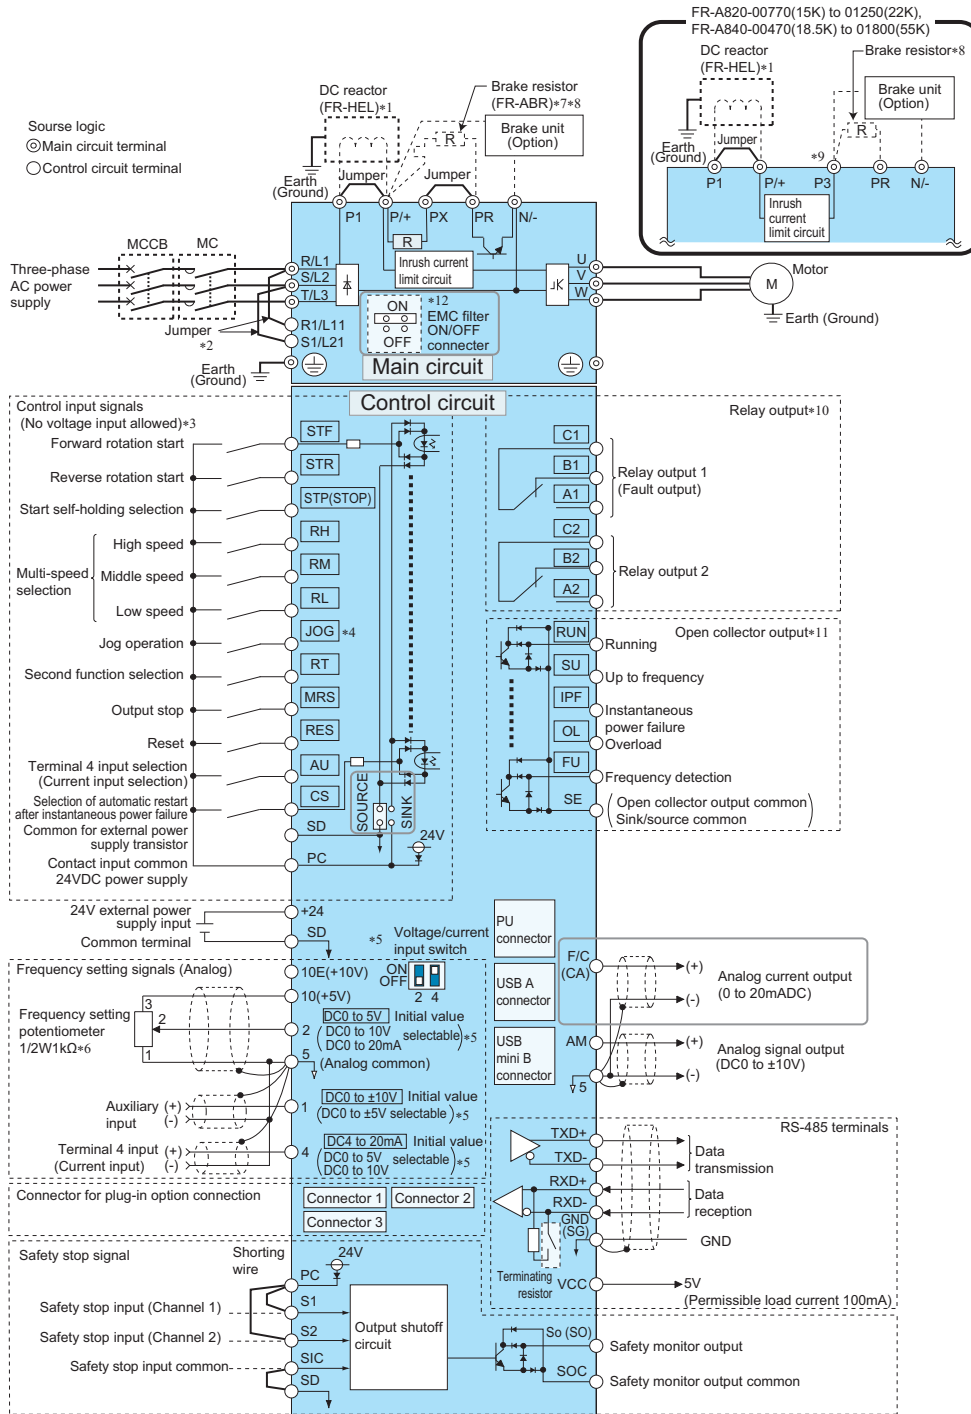 FR-A820-00770(15K) to 01250(22K),
FR-A840-00470(18.5K) to 01800(55K)
DC reactor
(FR-HEL)*1
Brake resistor*8
Brake unit
(Option)
R
Earth
(Ground)
Jumper
*9
P1
P/+
P3
PR
N/-
Inrush
current
limit circuit
Sourse logic
Main circuit terminal
Control circuit terminal
DC reactor
(FR-HEL)*1
Brake resistor
(FR-ABR)*7*8
Brake unit
(Option)
R
Earth
(Ground)
Jumper
Jumper
P1
P/+
PX
PR
N/-
R
Inrush current
limit circuit
MCCB
MC
Three-phase
AC power
supply
R/L1
S/L2
T/L3
R1/L11
S1/L21
Jumper
*2
Earth
(Ground)
U
V
W
Motor
M
Earth (Ground)
ON
OFF
*12
EMC filter
ON/OFF
connecter
Main circuit
Control circuit
Control input signals
(No voltage input allowed)*3
Forward rotation start
STF
Reverse rotation start
STR
Start self-holding selection
STP(STOP)
Multi-speed
selection
High speed
RH
Middle speed
RM
Low speed
RL
Jog operation
JOG *4
Second function selection
RT
Output stop
MRS
Reset
RES
Terminal 4 input selection
(Current input selection)
AU
Selection of automatic restart
after instantaneous power failure
CS
Common for external power
supply transistor
SD
Contact input common
24VDC power supply
PC
SOURCE
SINK
24V
Relay output*10
C1
B1
A1
Relay output 1
(Fault output)
C2
B2
A2
Relay output 2
Open collector output*11
RUN
Running
SU
Up to frequency
IPF
Instantaneous
power failure
OL
Overload
FU
Frequency detection
SE
Open collector output common
Sink/source common
24V external power
supply input
+24
Common terminal
SD
*5
Voltage/current
input switch
ON
OFF
2 4
Frequency setting signals (Analog)
10E(+10V)
10(+5V)
Frequency setting
potentiometer
1/2W1kΩ*6
3
2
1
2
DC0 to 5V Initial value
DC0 to 10V
DC0 to 20mA
selectable *5
5
(Analog common)
Auxiliary (+)
input (-)
1
DC0 to ±10V Initial value
(DC0 to ±5V selectable) *5
Terminal 4 input (+)
(Current input) (-)
4
DC4 to 20mA Initial value
DC0 to 5V
DC0 to 10V
selectable *5
PU
connector
USB A
connector
USB
mini B
connector
F/C
(CA)
(+)
(-)
Analog current output
(0 to 20mADC)
AM
(+)
5
(-)
Analog signal output
(DC0 to ±10V)
Connector for plug-in option connection
Connector 1
Connector 2
Connector 3
RS-485 terminals
TXD+
TXD-
Data
transmission
RXD+
RXD-
Data
reception
GND
(SG)
GND
Terminating
resistor
VCC
5V
(Permissible load current 100mA)
Safety stop signal
Shorting
wire
24V
PC
Safety stop input (Channel 1)
S1
Safety stop input (Channel 2)
S2
Safety stop input common
SIC
SD
Output shutoff
circuit
So (SO)
Safety monitor output
SOC
Safety monitor output common